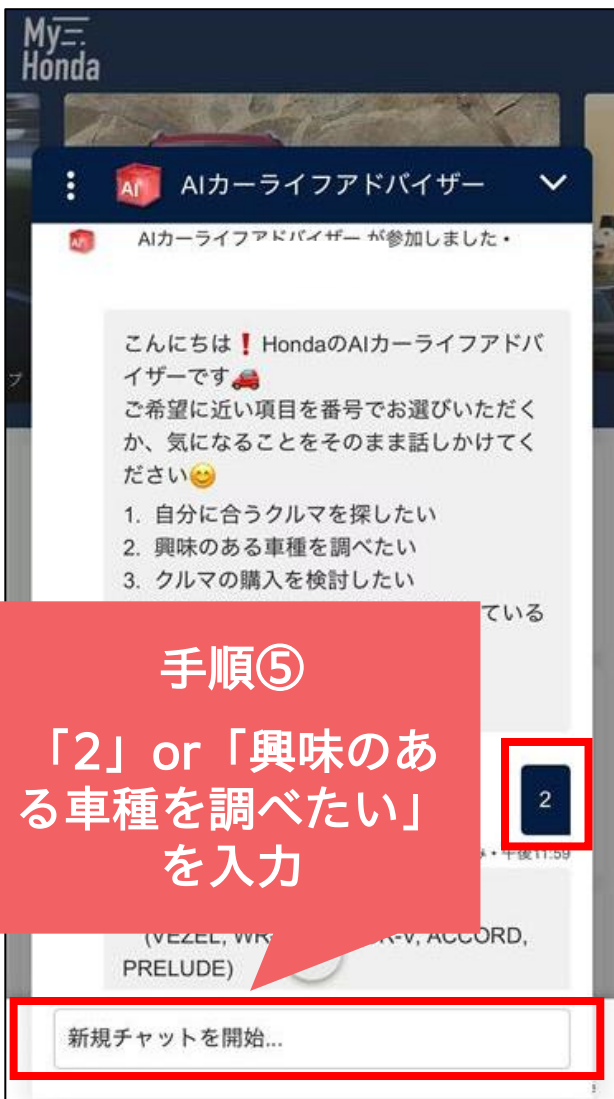 My
Honda
AI AIカーライフアドバイザー
AIカーライフアドバイザー が参加しました・
プ
こんにちは❗HondaのAIカーライフアドバ
イザーです🚗
ご希望に近い項目を番号でお選びいただく
か、気になることをそのまま話しかけてく
ださい😊
1. 自分に合うクルマを探したい
2. 興味のある車種を調べたい
3. クルマの購入を検討したい
ている
手順⑤
「2」or「興味のあ
る車種を調べたい」
を入力
2
・午後11:59
(VEZEL, WR- R-V, ACCORD,
PRELUDE)
新規チャットを開始...